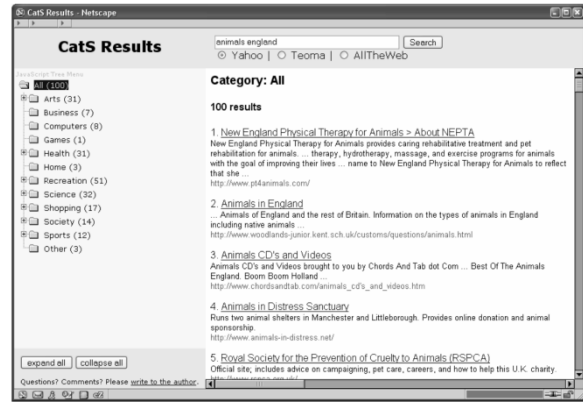 CatS Results - Netscape
CatS Results
animals england
Search
Yahoo | Teoma | AllTheWeb
JavaScript Tree Menu
All (100)
Arts (31)
Business (7)
Computers (8)
Games (1)
Health (31)
Home (3)
Recreation (51)
Science (32)
Shopping (17)
Society (14)
Sports (12)
Other (3)
expand all collapse all
Questions? Comments? Please write to the author.
Category: All
100 results
1. New England Physical Therapy for Animals > About NEPTA
New England Physical Therapy for Animals provides caring rehabilitative treatment and pet
rehabilitation for animals. ... therapy, hydrotherapy, massage, and exercise programs for animals
with the goal of improving their lives ... name to New England Physical Therapy for Animals to reflect
that she ...
http://www.pt4animals.com/
2. Animals in England
... Animals of England and the rest of Britain. Information on the types of animals in England
including native animals ...
http://www.woodlands-junior.kent.sch.uk/customs/questions/animals.html
3. Animals CD's and Videos
Animals CD's and Videos brought to you by Chords And Tab dot Com ... Best Of The Animals
England. Boom Boom Holland ...
http://www.chordsandtab.com/animals_cd's_and_videos.htm
4. Animals in Distress Sanctuary
Runs two animal shelters in Manchester and Littleborough. Provides online donation and animal
sponsorship.
http://www.animals-in-distress.net/
5. Royal Society for the Prevention of Cruelty to Animals (RSPCA)
Official site; includes advice on campaigning, pet care, careers, and how to help this U.K. charity.